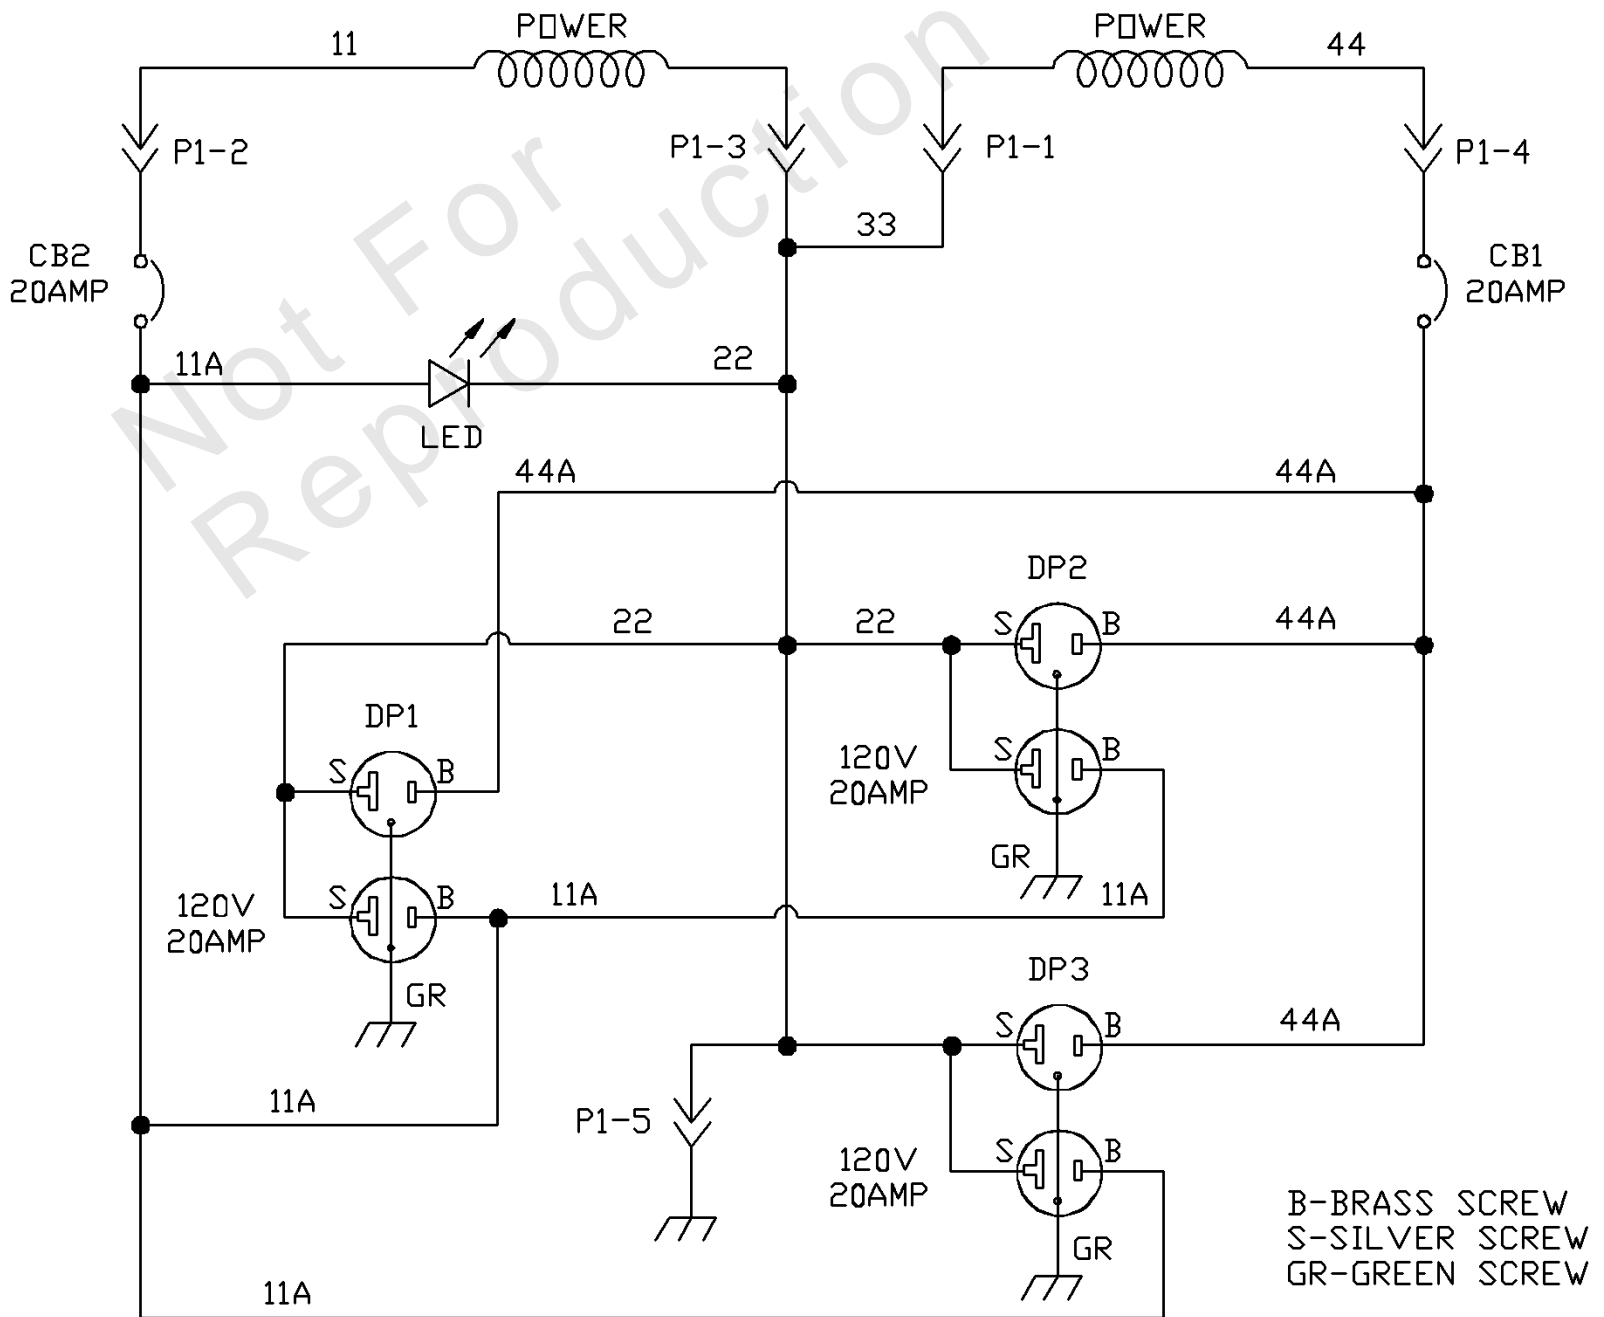 POWER
POWER
11
44
P1-2
P1-3
P1-1
P1-4
33
CB2
20AMP
CB1
20AMP
11A
22
LED
44A
44A
DP2
22
22
S
B
44A
DP1
S
B
120V
20AMP
S
B
GR
S
B
11A
11A
120V
20AMP
GR
DP3
S
B
44A
11A
P1-5
120V
20AMP
S
B
GR
B-BRASS SCREW
S-SILVER SCREW
GR-GREEN SCREW
11A
Not For
Reproduction